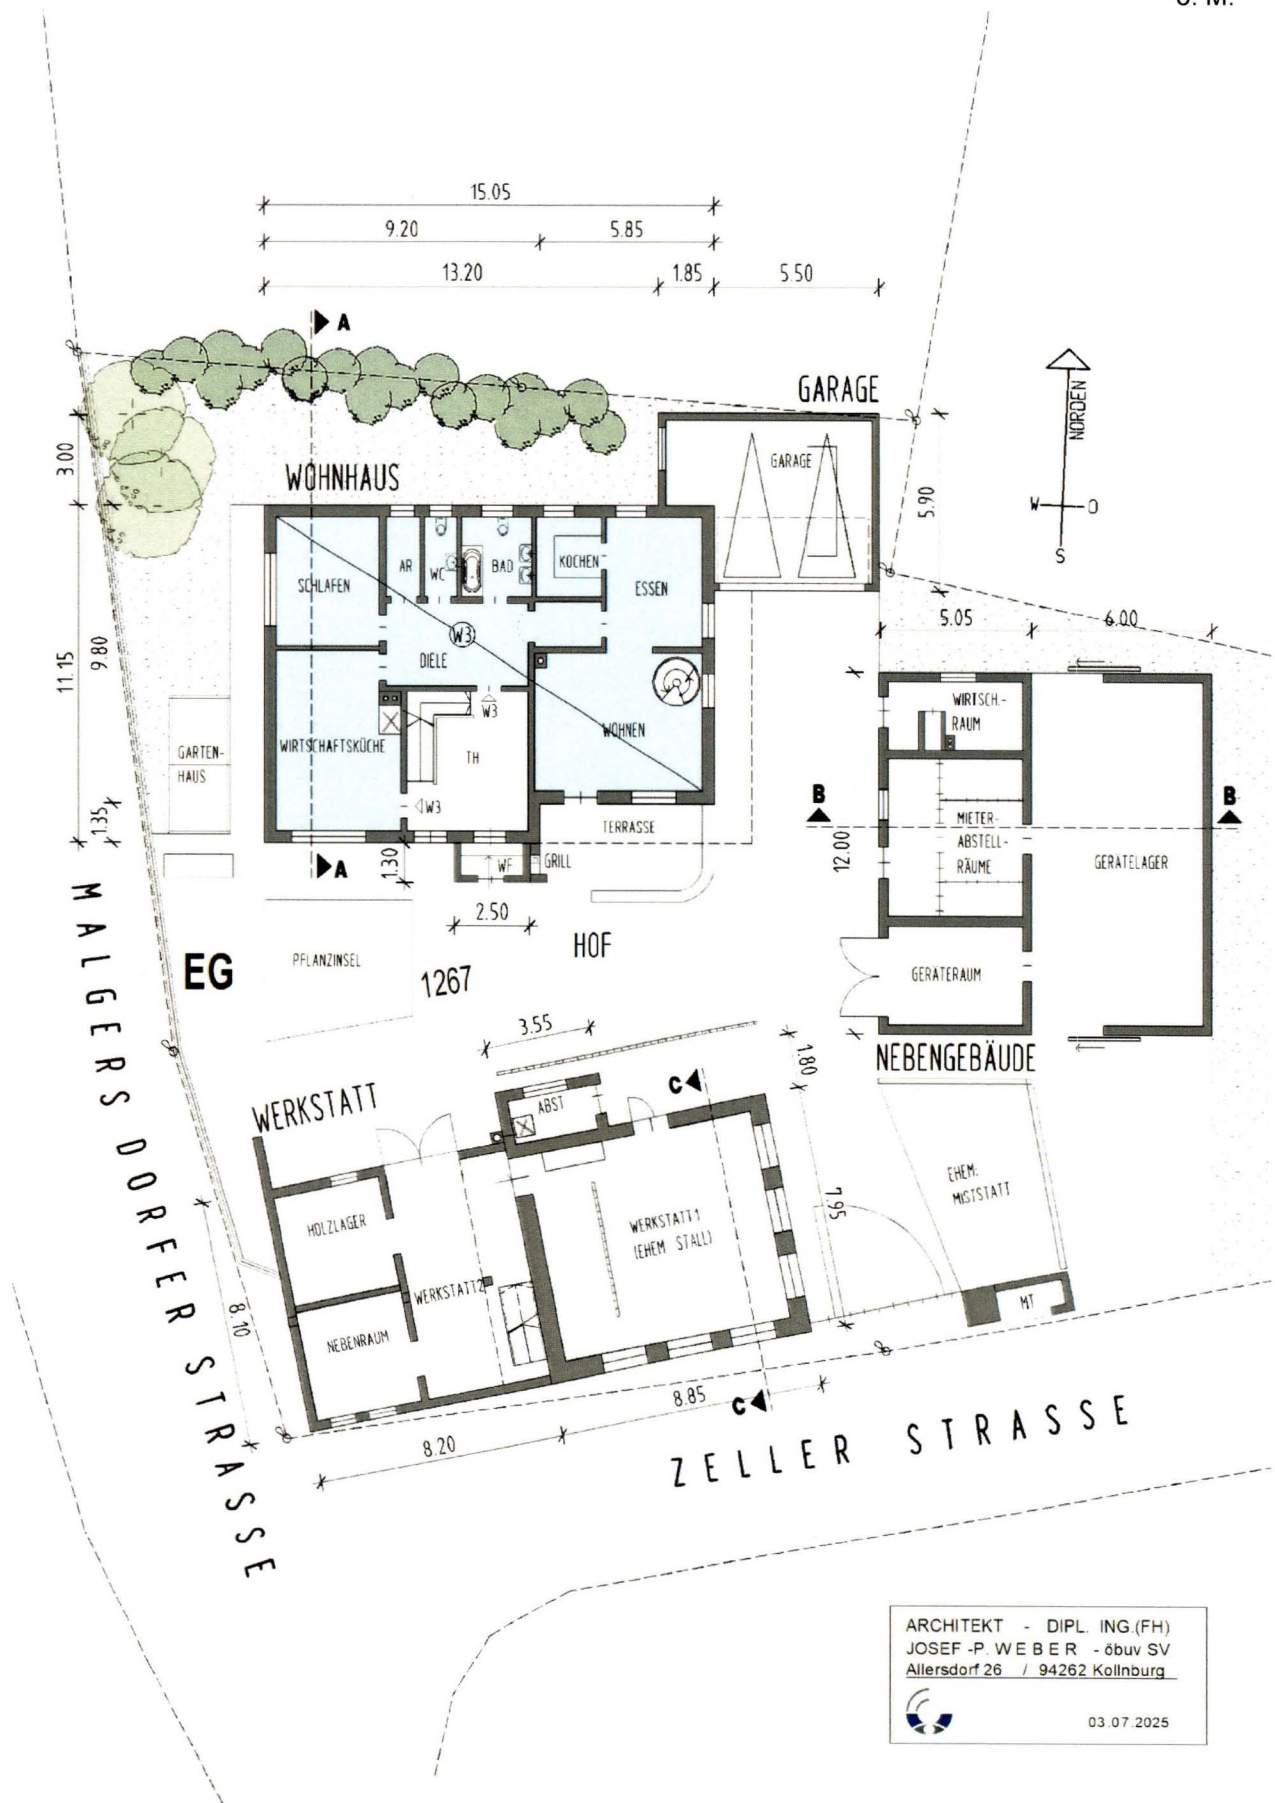 15.05
9.20
5.85
13.20
1.85
5.50
A
GARAGE
NORDEN
W
O
S
3.00
WOHNHAUS
GARAGE
5.90
SCHLAFEN
AR
WC
BAD
KOCHEN
ESSEN
W3
DIELE
5.05
6.00
11.15
9.80
1.35
W3
WIRTSCHAFTSKÜCHE
TH
WOHNEN
WIRTSCH.-
RAUM
GARTEN-
HAUS
W3
B
B
TERRASSE
MIETER-
ABSTELL-
RÄUME
12.00
GERÄTELAGER
A
1.30
WF
GRILL
2.50
HOF
PFLANZINSEL
EG
1267
GERÄTERAUM
MALGERSDORFER STRASSE
3.55
1.80
NEBENGEBÄUDE
WERKSTATT
ABST
C
EHEM.
MISTSTATT
HOLZLAGER
WERKSTATT1
(EHEM STALL)
7.95
WERKSTATT2
8.10
NEBENRAUM
MT
8.85
C
8.20
ZELLER STRASSE
ARCHITEKT - DIPL. ING.(FH)
JOSEF -P. WEBER - öbuv SV
Allersdorf 26 / 94262 Kollnburg
03.07.2025